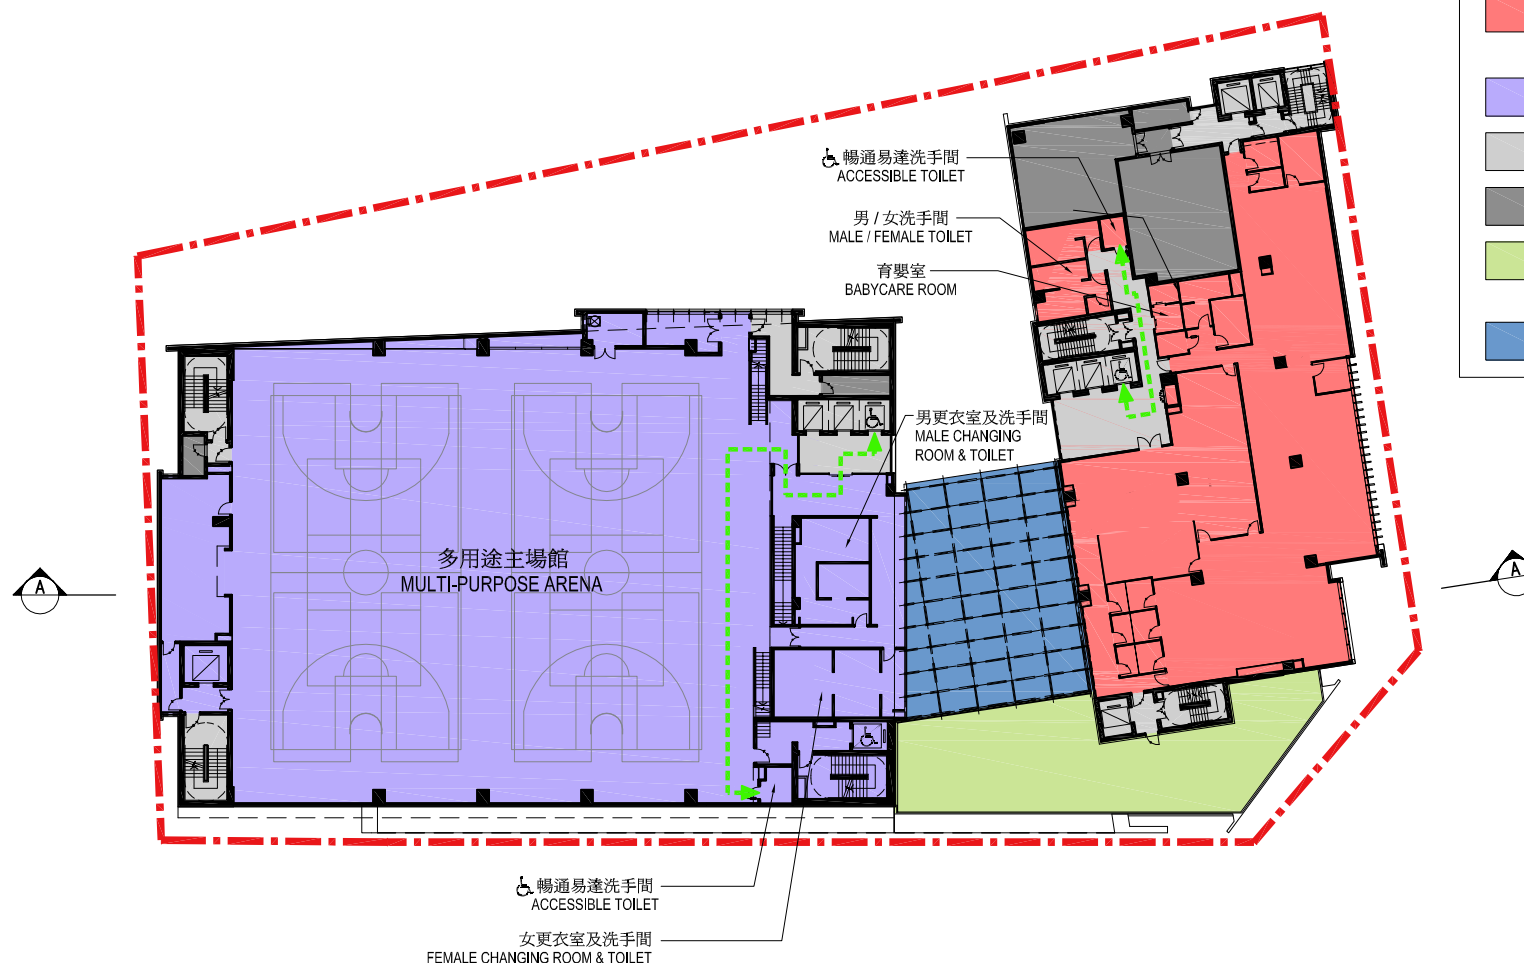 暢通易達洗手間
ACCESSIBLE TOILET
男 / 女洗手間
MALE / FEMALE TOILET
育嬰室
BABYCARE ROOM
男更衣室及洗手間
MALE CHANGING
ROOM & TOILET
多用途主場館
MULTI-PURPOSE ARENA
A
A
暢通易達洗手間
ACCESSIBLE TOILET
女更衣室及洗手間
FEMALE CHANGING ROOM & TOILET